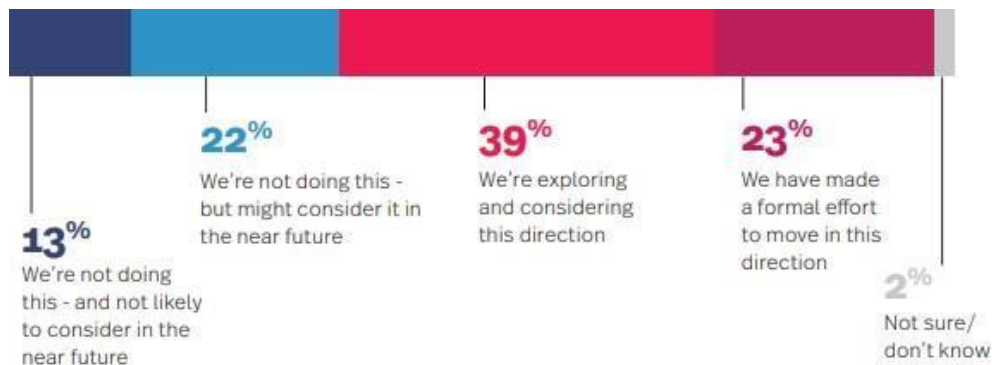 13%
We're not doing
this - and not likely
to consider in the
near future
22%
We're not doing this -
but might consider it in
the near future
39%
We're exploring
and considering
this direction
23%
We have made
a formal effort
to move in this
direction
2%
Not sure/
don't know